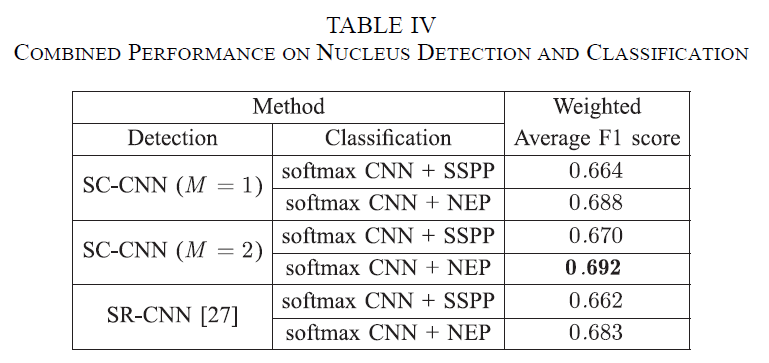 TABLE IV
COMBINED PERFORMANCE ON NUCLEUS DETECTION AND CLASSIFICATION
Method Weighted
Detection Classification Average F1 score
SC-CNN (M = 1) softmax CNN + SSPP 0.664
softmax CNN + NEP 0.688
SC-CNN (M = 2) softmax CNN + SSPP 0.670
softmax CNN + NEP 0.692
SR-CNN [27] softmax CNN + SSPP 0.662
softmax CNN + NEP 0.683